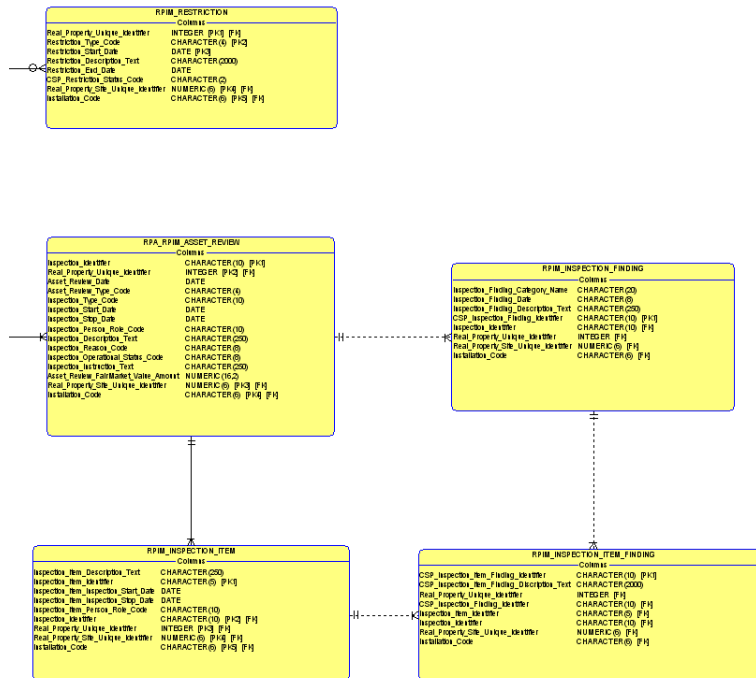 RPIM_RESTRICTION
Columns
Real_Property_Unique_Identifier INTEGER [PK1] [FK]
Restriction_Type_Code CHARACTER(4) [PK2]
Restriction_Start_Date DATE [PK3]
Restriction_Description_Text CHARACTER(2000)
Restriction_End_Date DATE
CSP_Restriction_Status_Code CHARACTER(2)
Real_Property_Site_Unique_Identifier NUMERIC(6) [PK4] [FK]
Installation_Code CHARACTER(6) [PK5] [FK]
RPA_RPIM_ASSET_REVIEW
Columns
Inspection_Identifier CHARACTER(10) [PK1]
Real_Property_Unique_Identifier INTEGER [PK2] [FK]
Asset_Review_Date DATE
Asset_Review_Type_Code CHARACTER(4)
Inspection_Type_Code CHARACTER(10)
Inspection_Start_Date DATE
Inspection_Stop_Date DATE
Inspection_Person_Role_Code CHARACTER(10)
Inspection_Description_Text CHARACTER(250)
Inspection_Reason_Code CHARACTER(8)
Inspection_Operational_Status_Code CHARACTER(8)
Inspection_Instruction_Text CHARACTER(250)
Asset_Review_FairMarket_Value_Amount NUMERIC(16,2)
Real_Property_Site_Unique_Identifier NUMERIC(6) [PK3] [FK]
Installation_Code CHARACTER(6) [PK4] [FK]
RPIM_INSPECTION_FINDING
Columns
Inspection_Finding_Category_Name CHARACTER(20)
Inspection_Finding_Date CHARACTER(8)
Inspection_Finding_Description_Text CHARACTER(250)
CSP_Inspection_Finding_Identifier CHARACTER(10) [PK1]
Inspection_Identifier CHARACTER(10) [FK]
Real_Property_Unique_Identifier INTEGER [FK]
Real_Property_Site_Unique_Identifier NUMERIC(6) [FK]
Installation_Code CHARACTER(6) [FK]
RPIM_INSPECTION_ITEM
Columns
Inspection_Item_Description_Text CHARACTER(250)
Inspection_Item_Identifier CHARACTER(5) [PK1]
Inspection_Item_Inspection_Start_Date DATE
Inspection_Item_Inspection_Stop_Date DATE
Inspection_Item_Person_Role_Code CHARACTER(10)
Inspection_Identifier CHARACTER(10) [PK2] [FK]
Real_Property_Unique_Identifier INTEGER [PK3] [FK]
Real_Property_Site_Unique_Identifier NUMERIC(6) [PK4] [FK]
Installation_Code CHARACTER(6) [PK5] [FK]
RPIM_INSPECTION_ITEM_FINDING
Columns
CSP_Inspection_Item_Finding_Identifier CHARACTER(10) [PK1]
CSP_Inspection_Item_Finding_Discription_Text CHARACTER(2000)
Real_Property_Unique_Identifier INTEGER [FK]
CSP_Inspection_Finding_Identifier CHARACTER(10) [FK]
Inspection_Item_Identifier CHARACTER(5) [FK]
Inspection_Identifier CHARACTER(10) [FK]
Real_Property_Site_Unique_Identifier NUMERIC(6) [FK]
Installation_Code CHARACTER(6) [FK]